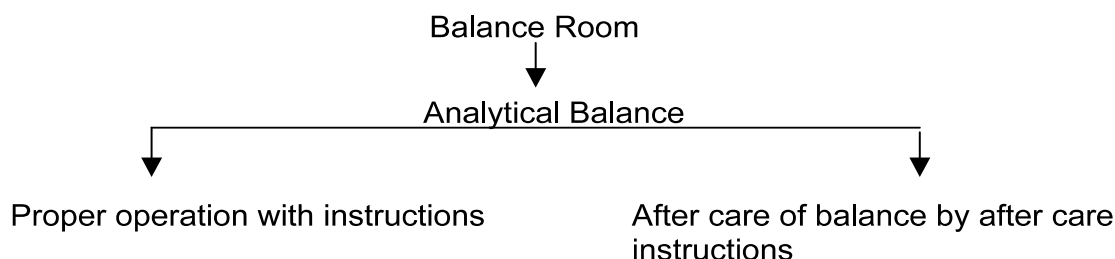 Balance Room
Analytical Balance
Proper operation with instructions
After care of balance by after care
instructions